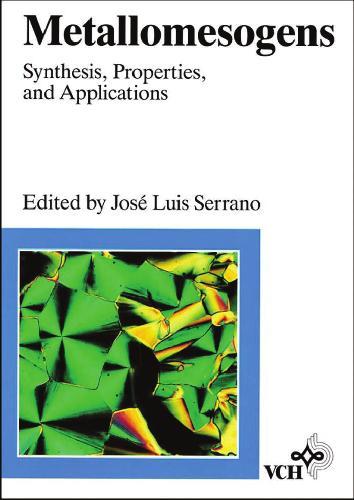 Metallomesogens
Synthesis, Properties,
and Applications
Edited by José Luis Serrano
VCH